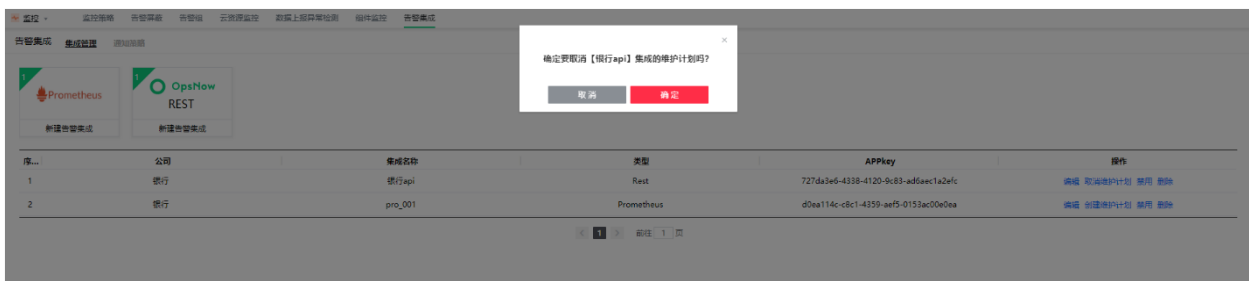 监控 监控策略 告警屏蔽 告警组 云资源监控 数据上报异常检测 组件监控 告警集成
告警集成 集成管理 通知策略
×
确定要取消【银行api】集成的维护计划吗?
取消 确定
1 Prometheus 新建告警集成
1 OpsNow REST 新建告警集成
序... 公司 集成名称 类型 APPkey 操作
1 银行 银行api Rest 727da3e6-4338-4120-9c83-ad6aec1a2efc 编辑 取消维护计划 禁用 删除
2 银行 pro_001 Prometheus d0ea114c-c8c1-4359-aef5-0153ac00e0ea 编辑 创建维护计划 禁用 删除
< 1 > 前往 1 页